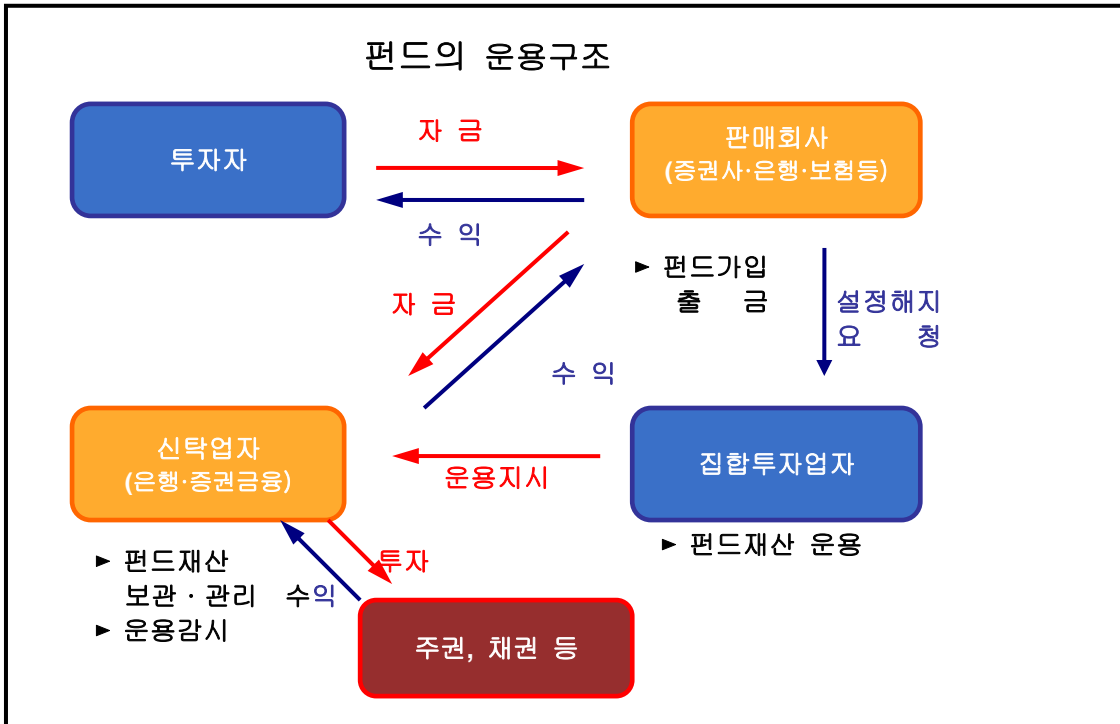 펀드의 운용구조
투자자
자 금
수 익
판매회사
(증권사·은행·보험등)
► 펀드가입
출 금
설정해지
요 청
자 금
수 익
신탁업자
(은행·증권금융)
운용지시
집합투자업자
► 펀드재산 운용
► 펀드재산
보관 · 관리
► 운용감시
수익
투자
주권, 채권 등